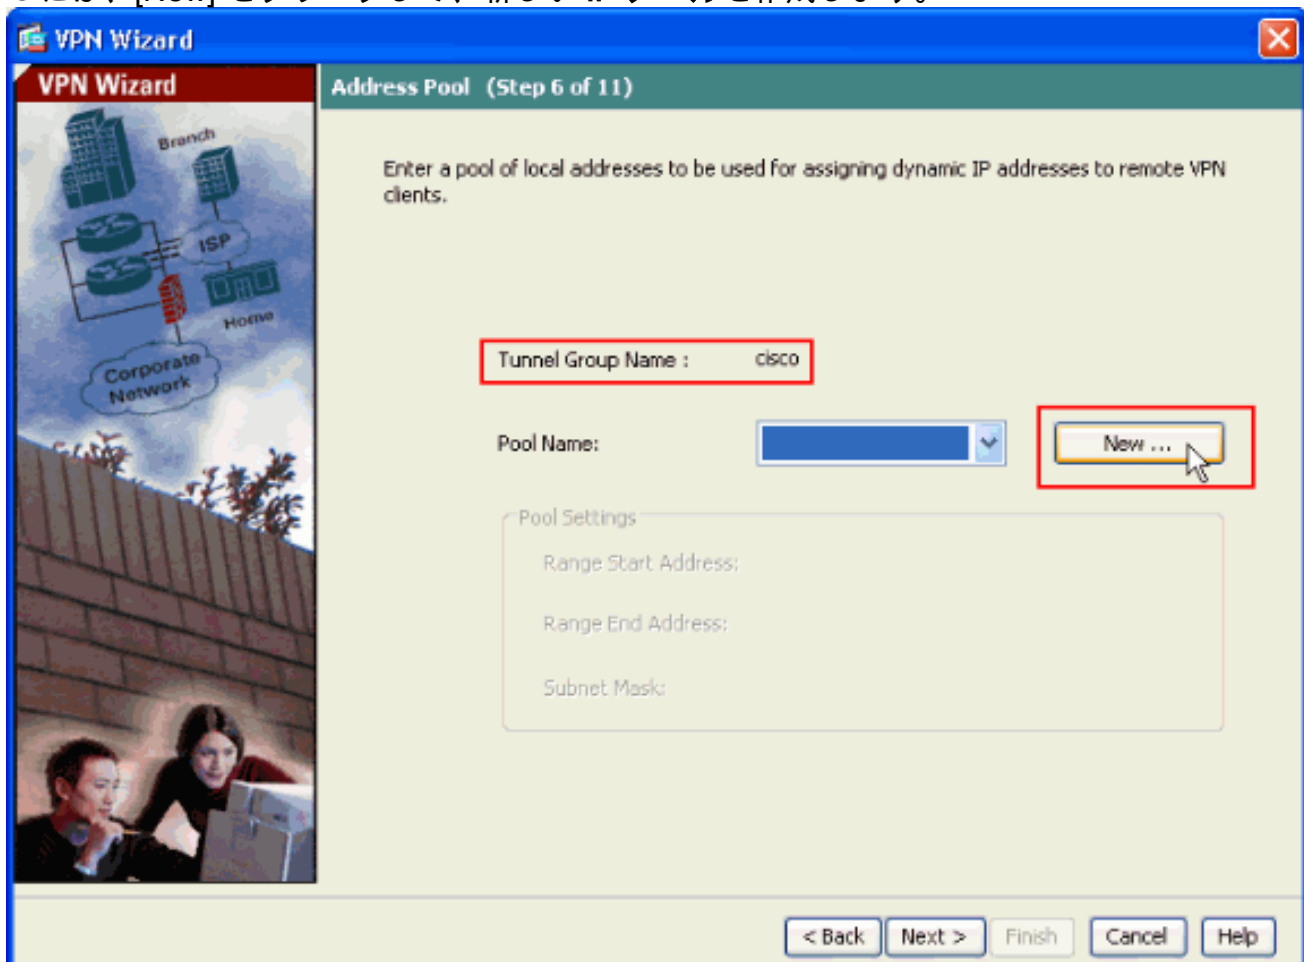 [New]
VPN Wizard
VPN Wizard
Address Pool (Step 6 of 11)
Branch
ISP
Home
Corporate
Network
Enter a pool of local addresses to be used for assigning dynamic IP addresses to remote VPN
clients.
Tunnel Group Name : cisco
Pool Name:
New ...
Pool Settings
Range Start Address:
Range End Address:
Subnet Mask:
< Back Next > Finish Cancel Help